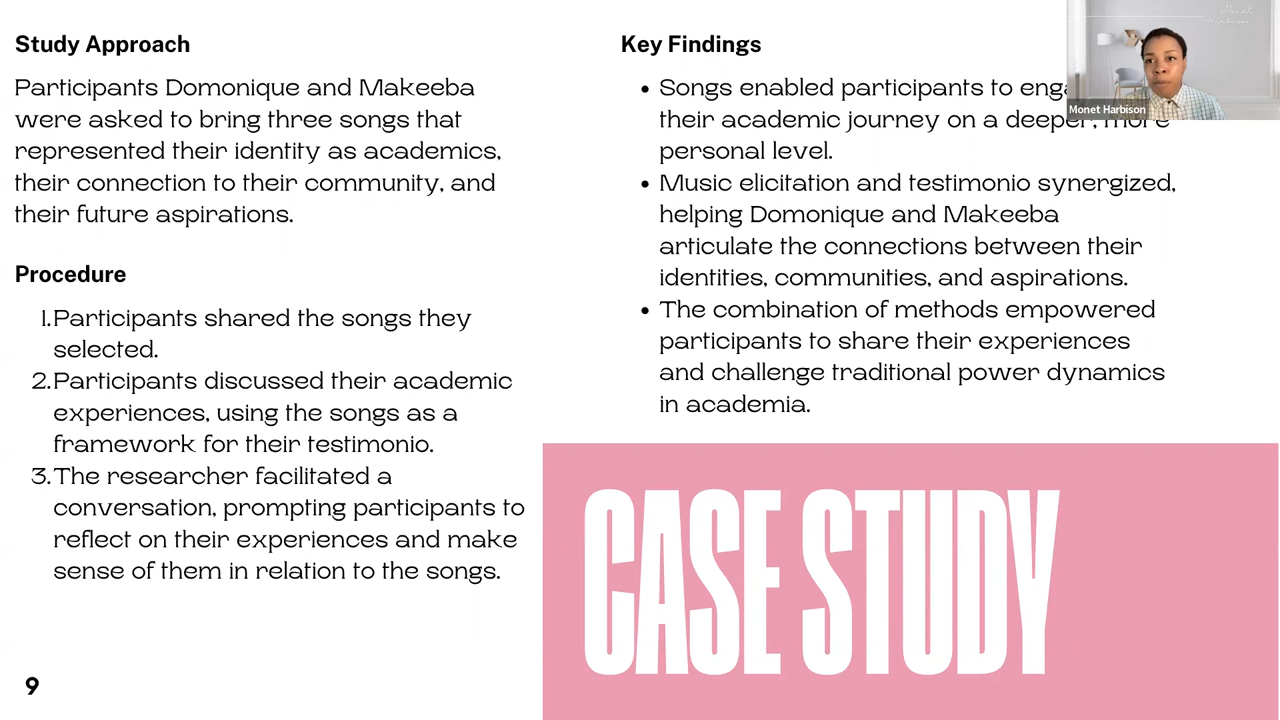 Study Approach
Participants Domonique and Makeeba
were asked to bring three songs that
represented their identity as academics,
their connection to their community, and
their future aspirations.
Procedure
1. Participants shared the songs they
selected.
2. Participants discussed their academic
experiences, using the songs as a
framework for their testimonio.
3. The researcher facilitated a
conversation, prompting participants to
reflect on their experiences and make
sense of them in relation to the songs.
9
Key Findings
• Songs enabled participants to
their academic journey on a deeper, more
personal level.
• Music elicitation and testimonio synergized,
helping Domonique and Makeeba
articulate the connections between their
identities, communities, and aspirations.
• The combination of methods empowered
participants to share their experiences
and challenge traditional power dynamics
in academia.
CASE STUDY
Monet
Harbison
Monet Harbison